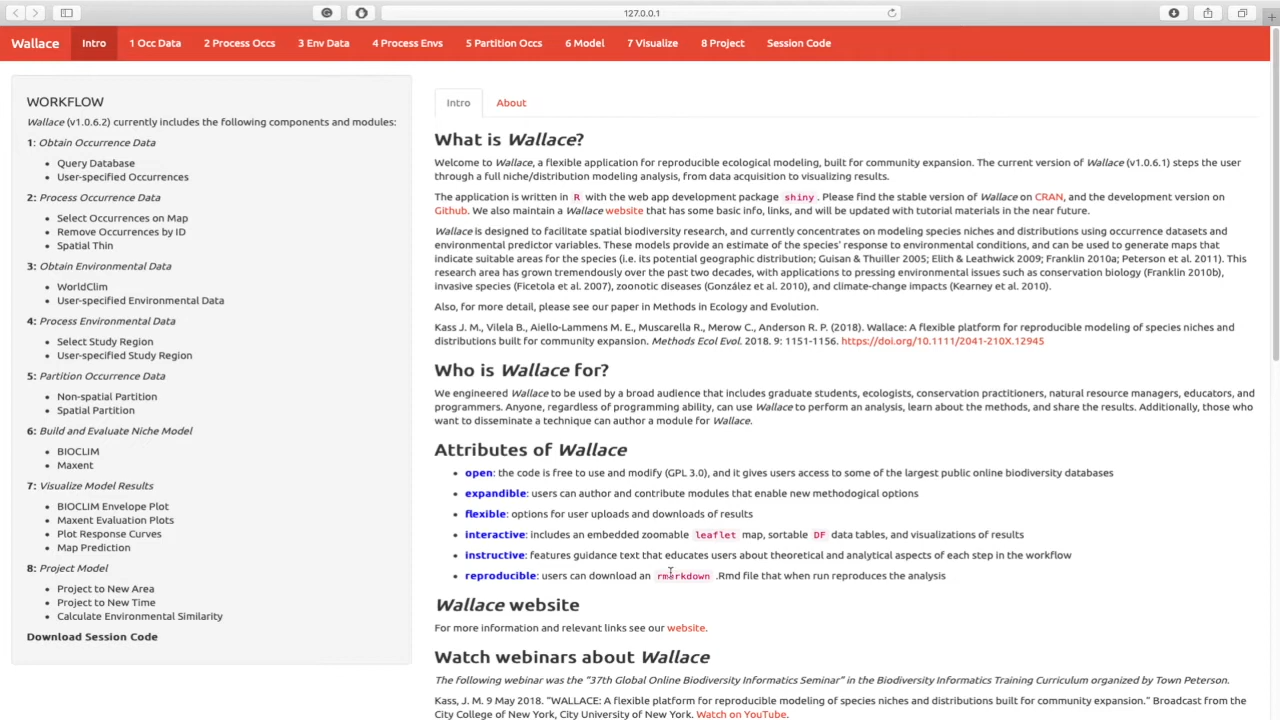 127.0.0.1
Wallace Intro 1 Occ Data 2 Process Occs 3 Env Data 4 Process Envs 5 Partition Occs 6 Model 7 Visualize 8 Project Session Code
WORKFLOW
Wallace (v1.0.6.2) currently includes the following components and modules:
1: Obtain Occurrence Data
• Query Database
• User-specified Occurrences
2: Process Occurrence Data
• Select Occurrences on Map
• Remove Occurrences by ID
• Spatial Thin
3: Obtain Environmental Data
• WorldClim
• User-specified Environmental Data
4: Process Environmental Data
• Select Study Region
• User-specified Study Region
5: Partition Occurrence Data
• Non-spatial Partition
• Spatial Partition
6: Build and Evaluate Niche Model
• BIOCLIM
• Maxent
7: Visualize Model Results
• BIOCLIM Envelope Plot
• Maxent Evaluation Plots
• Plot Response Curves
• Map Prediction
8: Project Model
• Project to New Area
• Project to New Time
• Calculate Environmental Similarity
Download Session Code
Intro About
What is Wallace?
Welcome to Wallace, a flexible application for reproducible ecological modeling, built for community expansion. The current version of Wallace (v1.0.6.1) steps the user
through a full niche/distribution modeling analysis, from data acquisition to visualizing results.
The application is written in R with the web app development package shiny. Please find the stable version of Wallace on CRAN, and the development version on
Github. We also maintain a Wallace website that has some basic info, links, and will be updated with tutorial materials in the near future.
Wallace is designed to facilitate spatial biodiversity research, and currently concentrates on modeling species niches and distributions using occurrence datasets and
environmental predictor variables. These models provide an estimate of the species' response to environmental conditions, and can be used to generate maps that
indicate suitable areas for the species (i.e. its potential geographic distribution; Guisan & Thuiller 2005; Elith & Leathwick 2009; Franklin 2010a; Peterson et al. 2011). This
research area has grown tremendously over the past two decades, with applications to pressing environmental issues such as conservation biology (Franklin 2010b),
invasive species (Ficetola et al. 2007), zoonotic diseases (González et al. 2010), and climate-change impacts (Kearney et al. 2010).
Also, for more detail, please see our paper in Methods in Ecology and Evolution.
Kass J. M., Vilela B., Aiello-Lammens M. E., Muscarella R., Merow C., Anderson R. P. (2018). Wallace: A flexible platform for reproducible modeling of species niches and
distributions built for community expansion. Methods Ecol Evol. 2018. 9: 1151-1156. https://doi.org/10.1111/2041-210X.12945
Who is Wallace for?
We engineered Wallace to be used by a broad audience that includes graduate students, ecologists, conservation practitioners, natural resource managers, educators, and
programmers. Anyone, regardless of programming ability, can use Wallace to perform an analysis, learn about the methods, and share the results. Additionally, those who
want to disseminate a technique can author a module for Wallace.
Attributes of Wallace
• open: the code is free to use and modify (GPL 3.0), and it gives users access to some of the largest public online biodiversity databases
• expandible: users can author and contribute modules that enable new methodogical options
• flexible: options for user uploads and downloads of results
• interactive: includes an embedded zoomable leaflet map, sortable DF data tables, and visualizations of results
• instructive: features guidance text that educates users about theoretical and analytical aspects of each step in the workflow
• reproducible: users can download an rmarkdown .Rmd file that when run reproduces the analysis
Wallace website
For more information and relevant links see our website.
Watch webinars about Wallace
The following webinar was the "37th Global Online Biodiversity Informatics Seminar" in the Biodiversity Informatics Training Curriculum organized by Town Peterson.
Kass, J. M. 9 May 2018. "WALLACE: A flexible platform for reproducible modeling of species niches and distributions built for community expansion." Broadcast from the
City College of New York, City University of New York. Watch on YouTube.